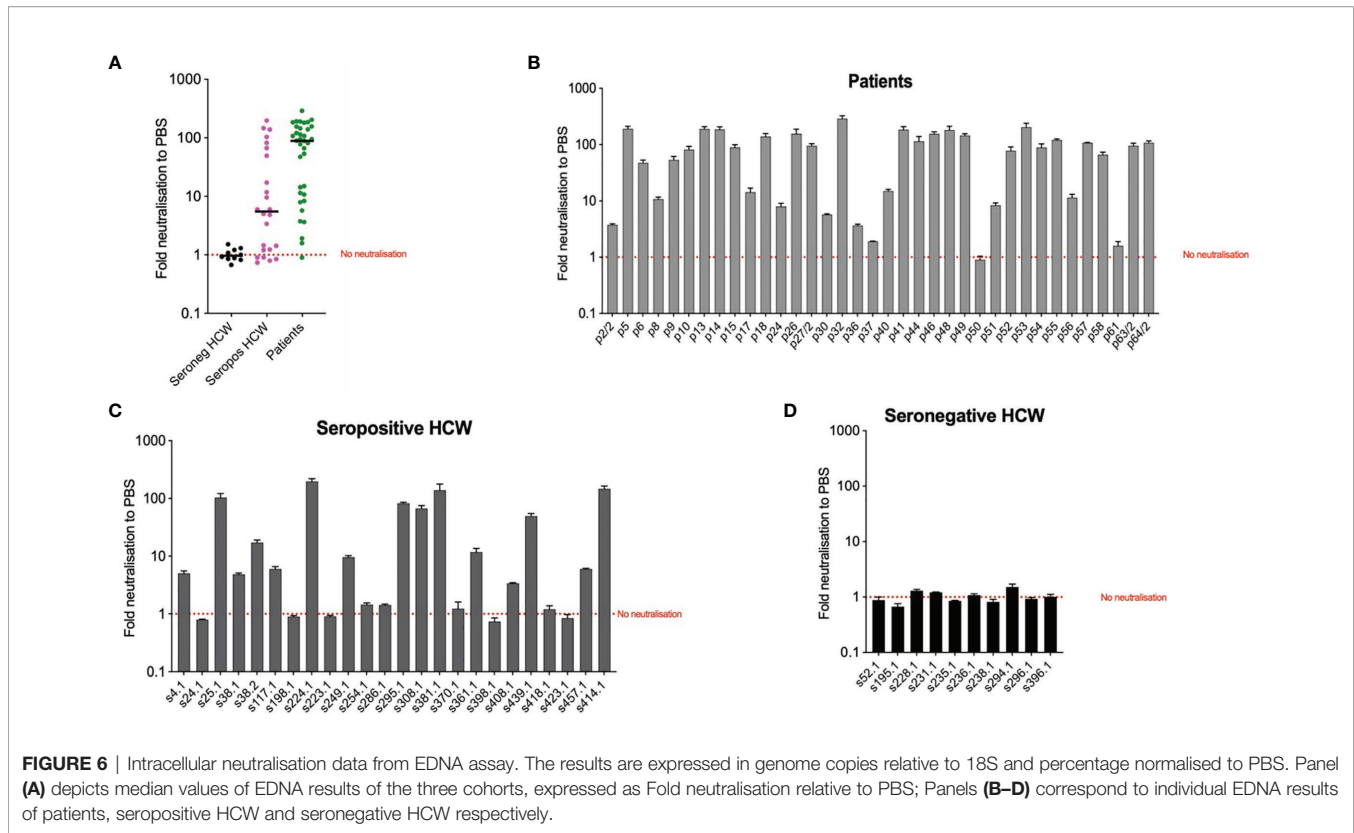 A
1000
100
10
1
0.1
Fold neutralisation to PBS
No neutralisation
Seroneg HCW
Seropos HCW
Patients
B
Patients
1000
100
10
1
0.1
Fold neutralisation to PBS
No neutralisation
p2/2
p5
p6
p8
p9
p10
p13
p14
p15
p17
p18
p24
p26
p27/2
p30
p32
p36
p37
p40
p41
p44
p46
p48
p49
p50
p51
p52
p53
p54
p55
p56
p57
p58
p61
p63/2
p64/2
C
Seropositive HCW
1000
100
10
1
0.1
Fold neutralisation to PBS
No neutralisation
s4.1
s24.1
s25.1
s38.1
s38.2
s117.1
s198.1
s224.1
s223.1
s249.1
s254.1
s286.1
s295.1
s308.1
s381.1
s370.1
s361.1
s398.1
s408.1
s439.1
s418.1
s423.1
s457.1
s414.1
D
Seronegative HCW
1000
100
10
1
0.1
Fold neutralisation to PBS
No neutralisation
s52.1
s195.1
s228.1
s231.1
s235.1
s236.1
s238.1
s294.1
s296.1
s396.1
FIGURE 6 | Intracellular neutralisation data from EDNA assay. The results are expressed in genome copies relative to 18S and percentage normalised to PBS. Panel
(A) depicts median values of EDNA results of the three cohorts, expressed as Fold neutralisation relative to PBS; Panels (B–D) correspond to individual EDNA results
of patients, seropositive HCW and seronegative HCW respectively.